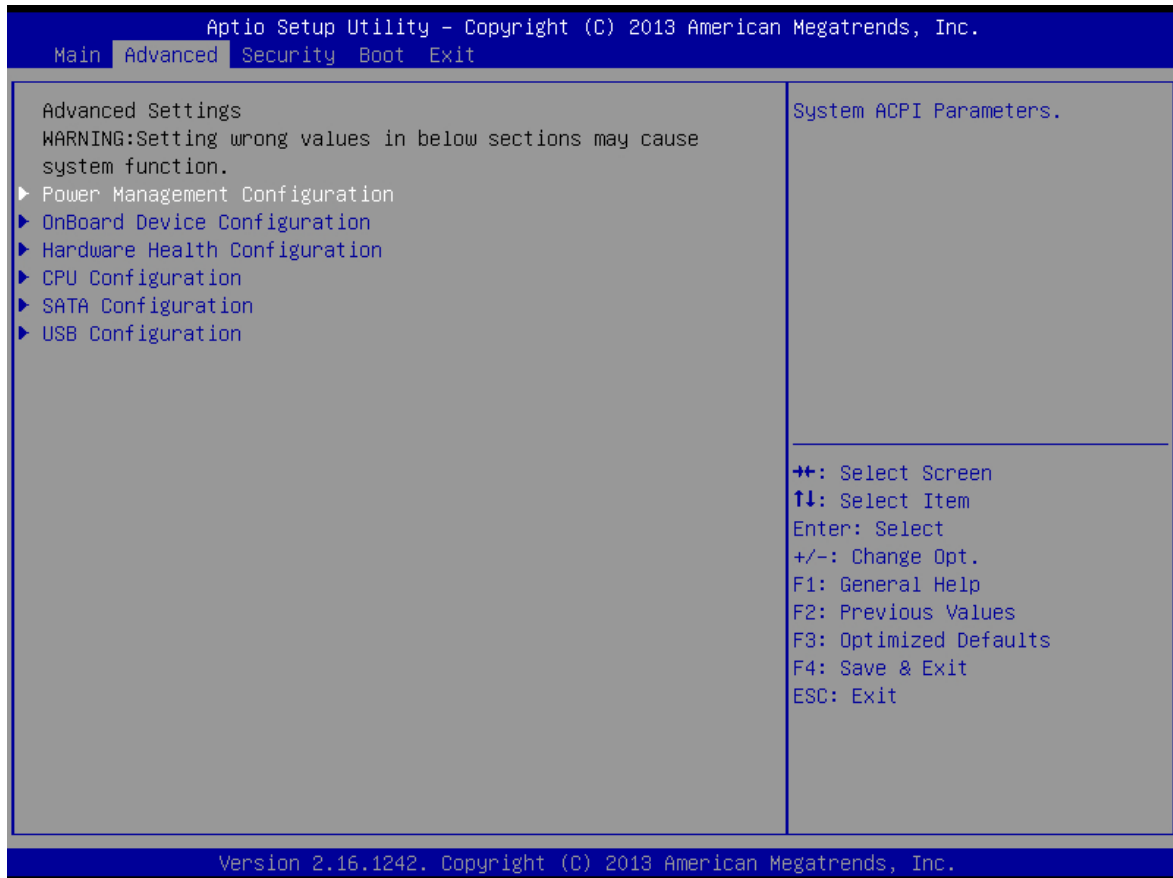 Aptio Setup Utility – Copyright (C) 2013 American Megatrends, Inc.
Main Advanced Security Boot Exit
Advanced Settings
WARNING:Setting wrong values in below sections may cause
system function.
▶ Power Management Configuration
▶ OnBoard Device Configuration
▶ Hardware Health Configuration
▶ CPU Configuration
▶ SATA Configuration
▶ USB Configuration
System ACPI Parameters.
→←: Select Screen
↑↓: Select Item
Enter: Select
+/-: Change Opt.
F1: General Help
F2: Previous Values
F3: Optimized Defaults
F4: Save & Exit
ESC: Exit
Version 2.16.1242. Copyright (C) 2013 American Megatrends, Inc.